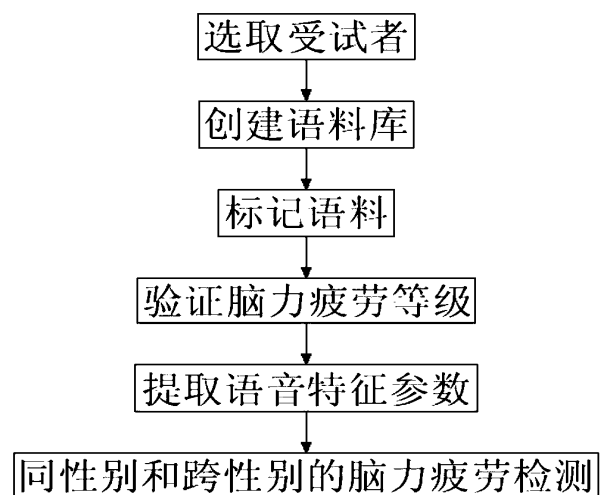 选取受试者
创建语料库
标记语料
验证脑力疲劳等级
提取语音特征参数
同性别和跨性别的脑力疲劳检测